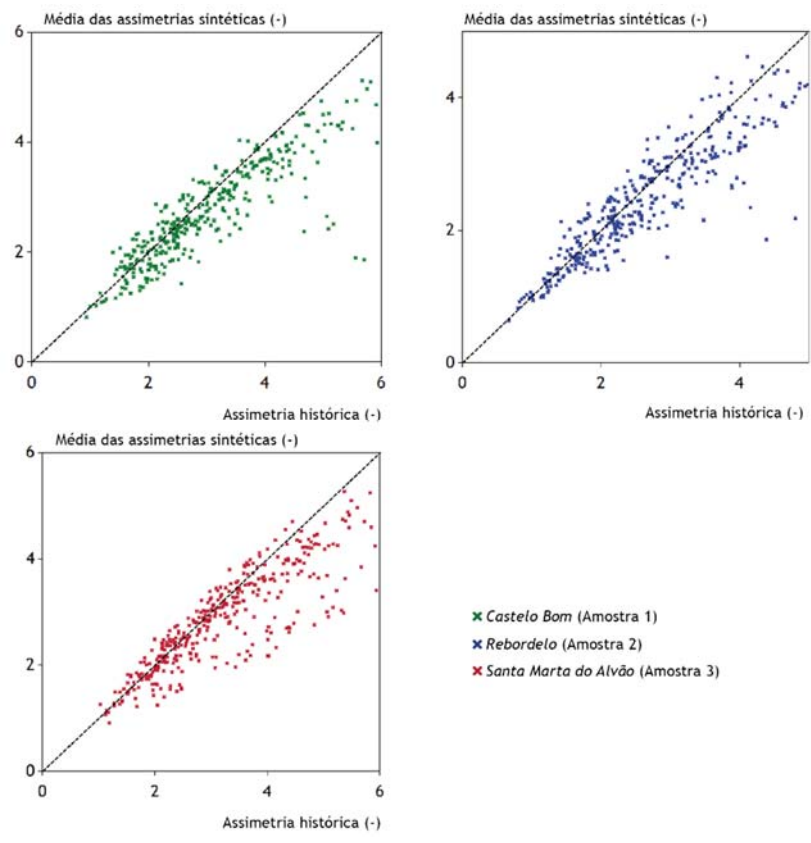 Média das assimetrias sintéticas (-)
6
4
2
0
0 2 4 6
Assimetria histórica (-)
Média das assimetrias sintéticas (-)
4
2
0
0 2 4
Assimetria histórica (-)
Média das assimetrias sintéticas (-)
6
4
2
0
0 2 4 6
Assimetria histórica (-)
Castelo Bom (Amostra 1)
Rebordelo (Amostra 2)
Santa Marta do Alvão (Amostra 3)